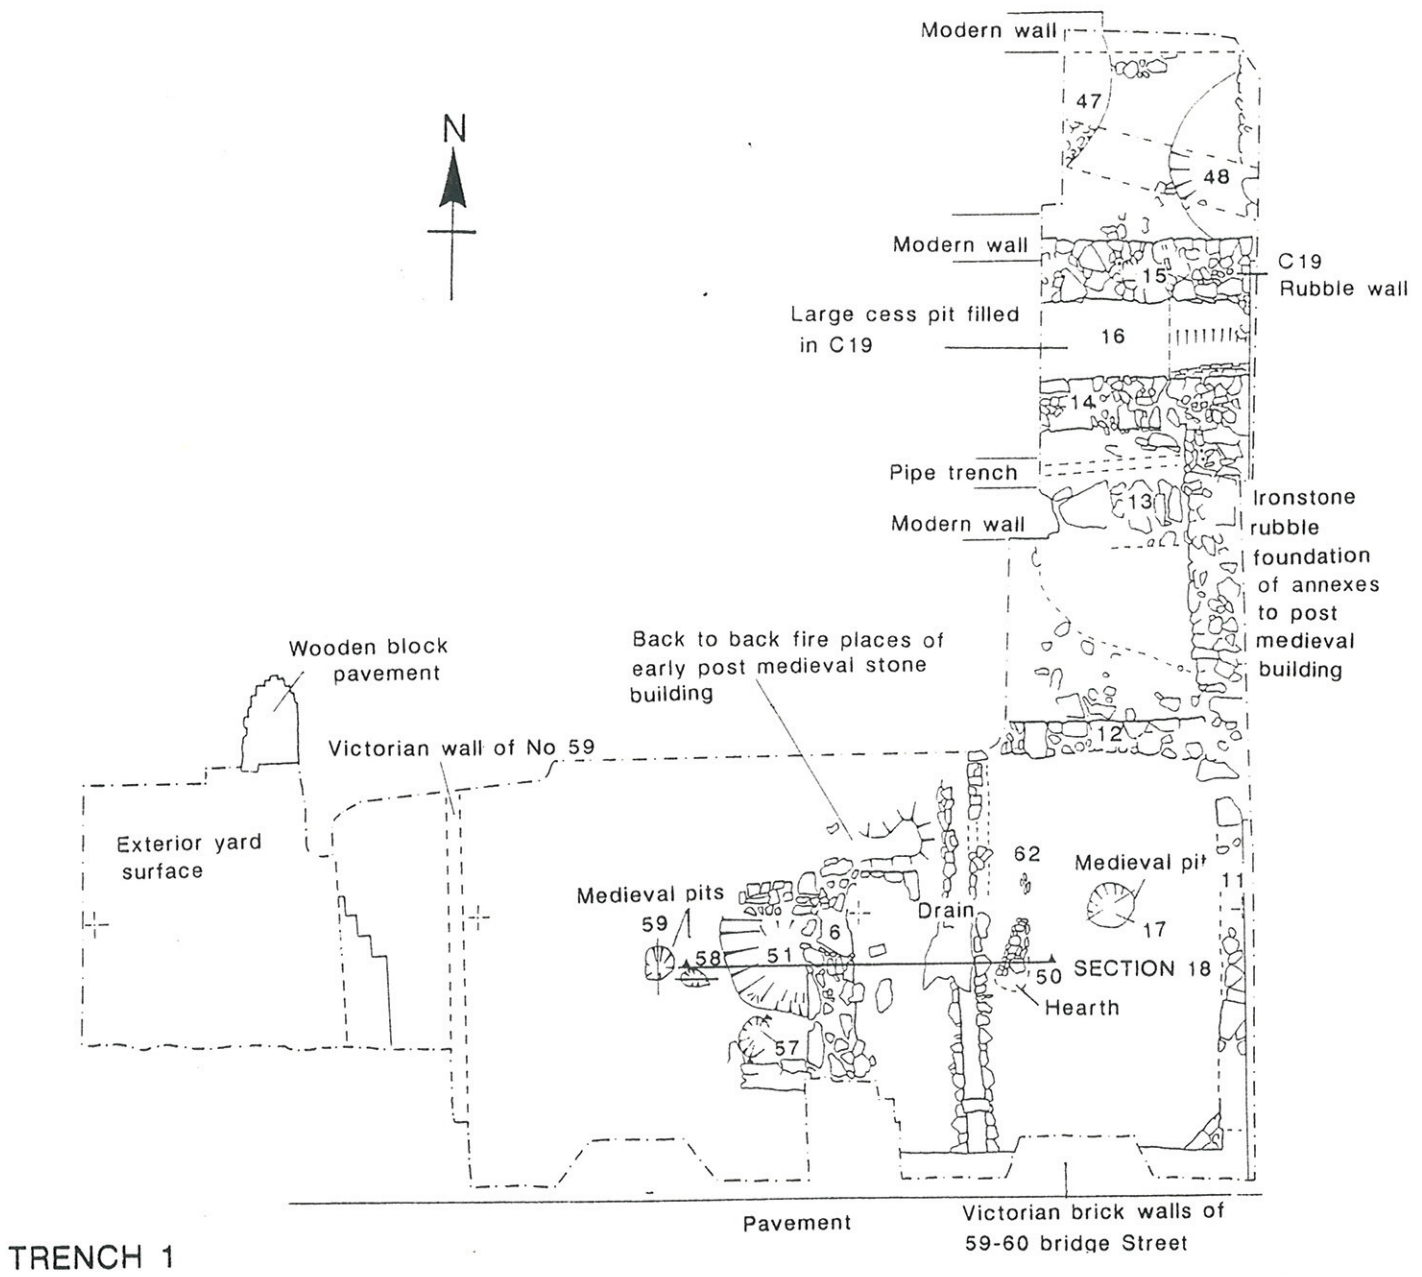 Modern wall
N
47
48
Modern wall
15
C19
Rubble wall
Large cess pit filled
in C19
16
14
Pipe trench
13
Modern wall
Ironstone
rubble
foundation
of annexes
to post
medieval
building
Wooden block
pavement
Back to back fire places of
early post medieval stone
building
Victorian wall of No 59
12
Exterior yard
surface
62
Medieval pit
11
Medieval pits
59
Drain
17
6
58
51
50
SECTION 18
Hearth
57
Pavement
Victorian brick walls of
59-60 bridge Street
TRENCH 1